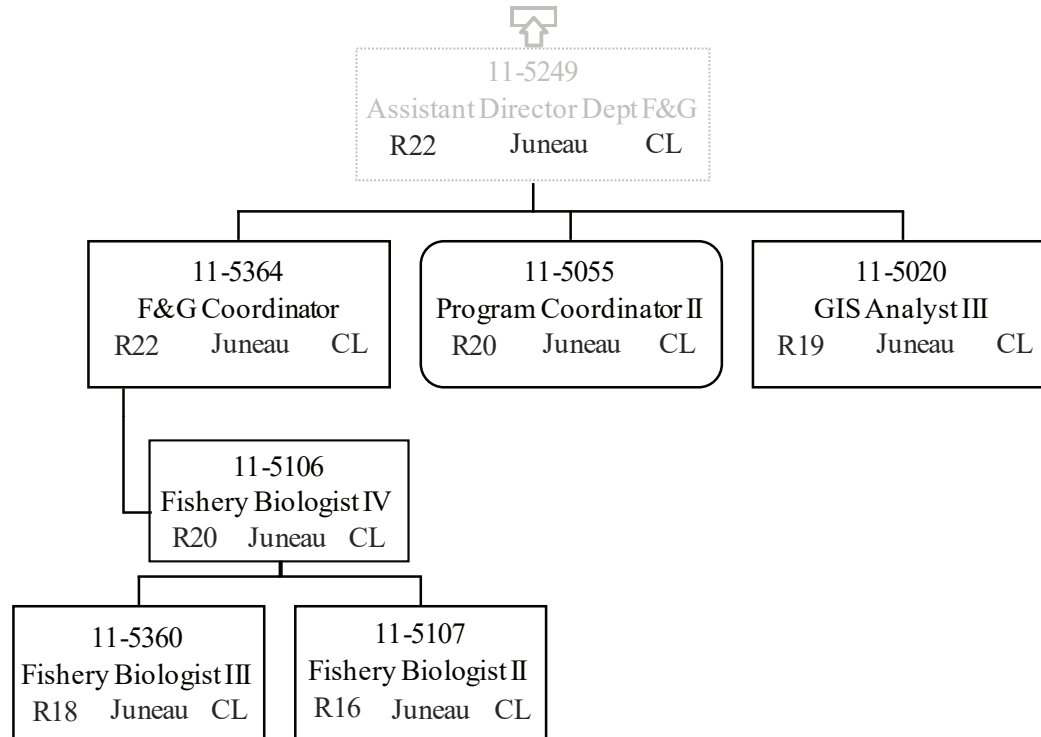 11-5249
Assistant Director Dept F&G
R22 Juneau CL
11-5364
F&G Coordinator
R22 Juneau CL
11-5055
Program Coordinator II
R20 Juneau CL
11-5020
GIS Analyst III
R19 Juneau CL
11-5106
Fishery Biologist IV
R20 Juneau CL
11-5360
Fishery Biologist III
R18 Juneau CL
11-5107
Fishery Biologist II
R16 Juneau CL